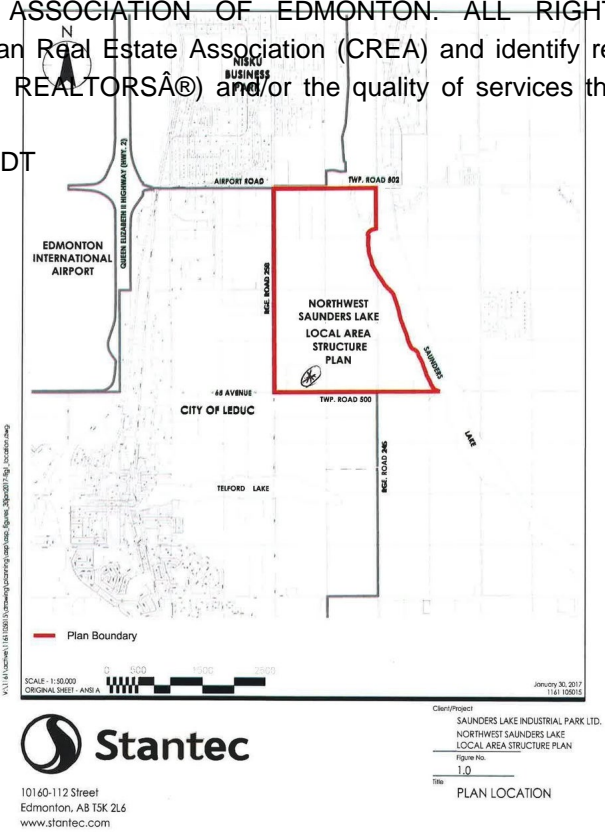 ASSOCIATION OF EDMONTON. ALL RIGHT
an Real Estate Association (CREA) and identify re
REALTORSÂ®) and/or the quality of services th
DT
N
NISKU
BUSINESS
PARK
QUEEN ELIZABETH II HIGHWAY (HWY. 2)
AIRPORT ROAD
TWP. ROAD 502
EDMONTON
INTERNATIONAL
AIRPORT
RGE. ROAD 250
NORTHWEST
SAUNDERS LAKE
LOCAL AREA
STRUCTURE
PLAN
SAUNDERS
LAKE
65 AVENUE
CITY OF LEDUC
TWP. ROAD 500
RGE. ROAD 245
TELFORD LAKE
Plan Boundary
0 500 1500 2500
SCALE - 1:50,000
ORIGINAL SHEET - ANSI A
January 30, 2017
1161 105015
Stantec
10160-112 Street
Edmonton, AB T5K 2L6
www.stantec.com
Client/Project
SAUNDERS LAKE INDUSTRIAL PARK LTD.
NORTHWEST SAUNDERS LAKE
LOCAL AREA STRUCTURE PLAN
Figure No.
1.0
Title
PLAN LOCATION